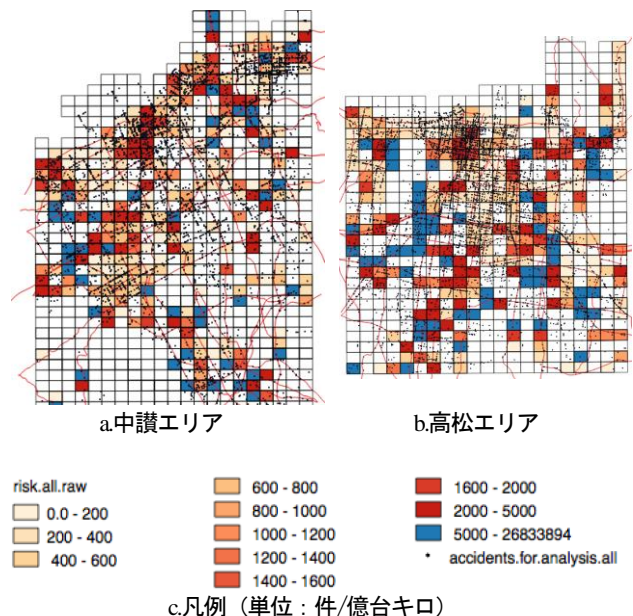 a.中讃エリア
b.高松エリア
risk.all.raw
0.0 - 200
200 - 400
400 - 600
600 - 800
800 - 1000
1000 - 1200
1200 - 1400
1400 - 1600
1600 - 2000
2000 - 5000
5000 - 26833894
accidents.for.analysis.all
c.凡例（単位：件/億台キロ）